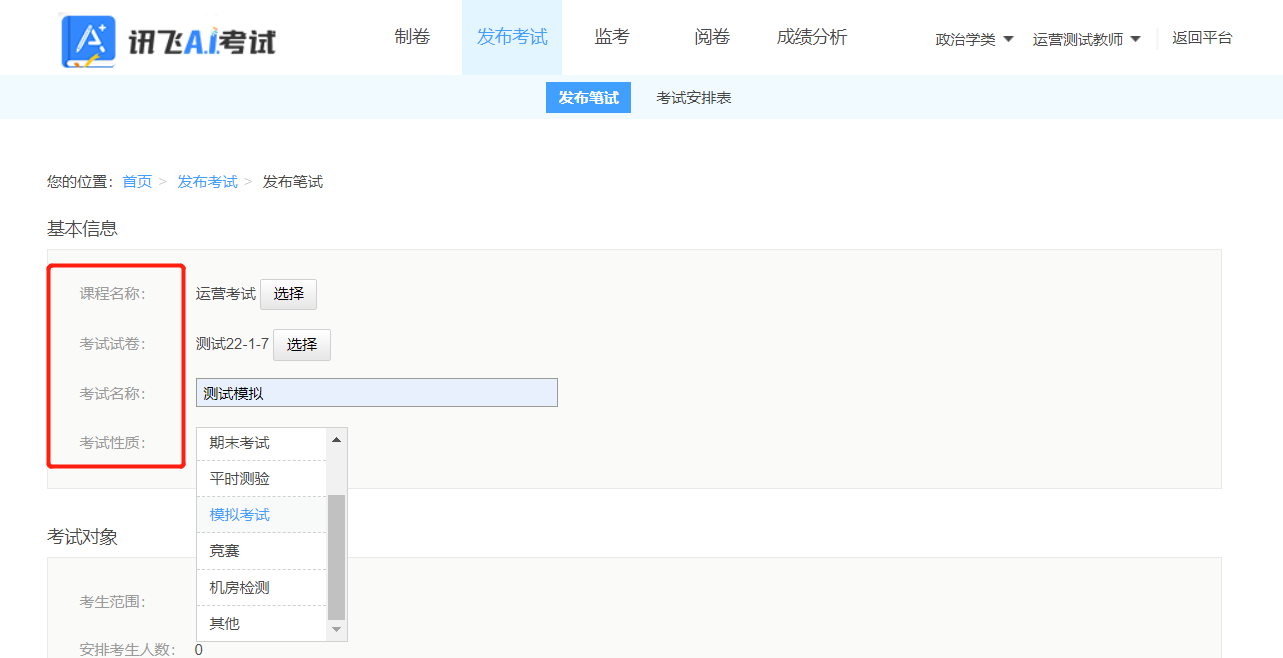 讯飞A.I.考试
制卷 发布考试 监考 阅卷 成绩分析 政治学类 运营测试教师 返回平台
发布笔试 考试安排表
您的位置：首页 > 发布考试 > 发布笔试
基本信息
课程名称： 运营考试 选择
考试试卷： 测试22-1-7 选择
考试名称： 测试模拟
考试性质： 期末考试
平时测验
模拟考试
竞赛
机房检测
其他
考试对象
考生范围：
安排考生人数： 0